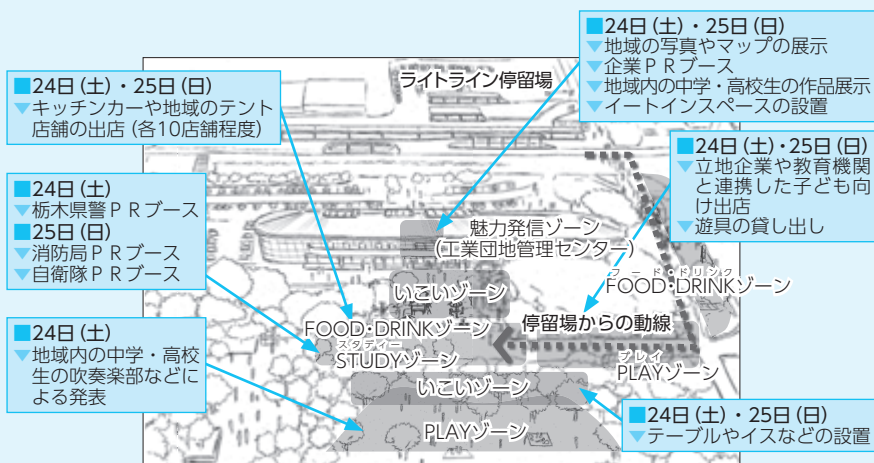 ■24日(土)・25日(日)
▼地域の写真やマップの展示
▼企業PRブース
▼地域内の中学・高校生の作品展示
▼イートインスペースの設置
ライトライン停留場
■24日(土)・25日(日)
▼キッチンカーや地域のテント
店舗の出店(各10店舗程度)
■24日(土)・25日(日)
▼立地企業や教育機関
と連携した子ども向
け出店
▼遊具の貸し出し
■24日(土)
▼栃木県警PRブース
■25日(日)
▼消防局PRブース
▼自衛隊PRブース
魅力発信ゾーン
(工業団地管理センター)
フード・ドリンク
FOOD・DRINKゾーン
いこいゾーン
停留場からの動線
FOOD・DRINKゾーン
スタディー
STUDYゾーン
プレイ
PLAYゾーン
■24日(土)
▼地域内の中学・高校
生の吹奏楽部などに
よる発表
いこいゾーン
PLAYゾーン
■24日(土)・25日(日)
▼テーブルやイスなどの設置